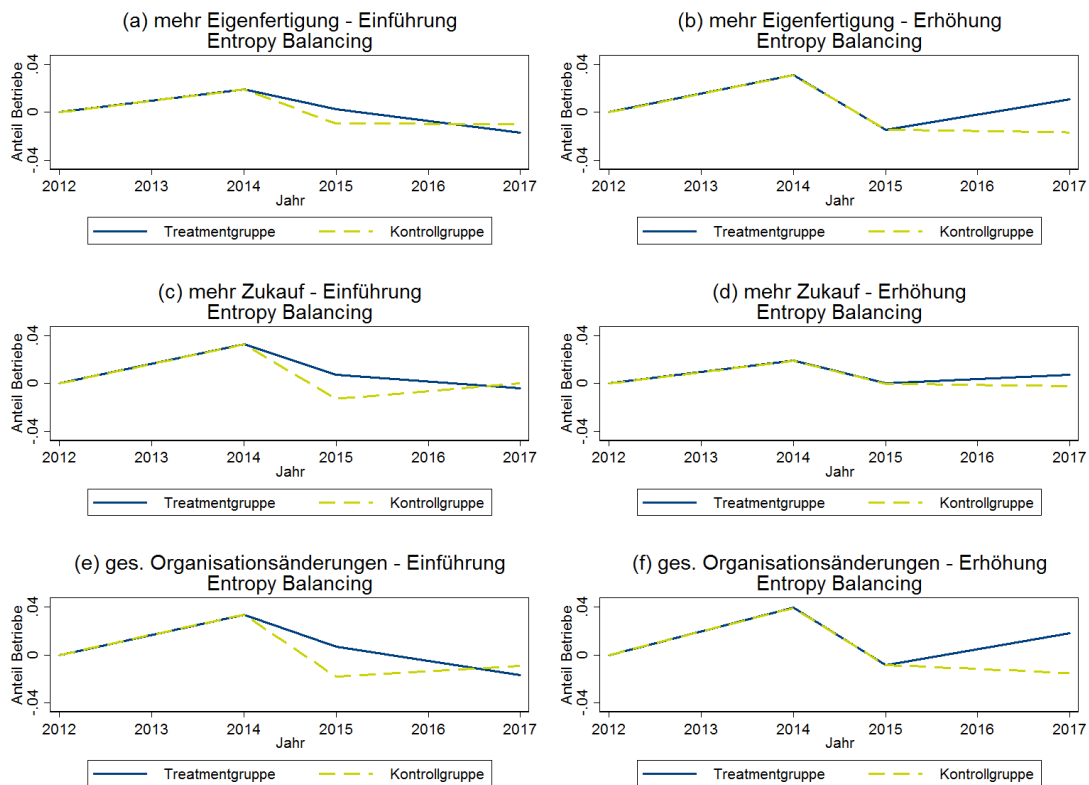 (a) mehr Eigenfertigung - Einführung
Entropy Balancing
Anteil Betriebe
.04
0
-.04
2012 2013 2014 2015 2016 2017
Jahr
Treatmentgruppe Kontrollgruppe
(b) mehr Eigenfertigung - Erhöhung
Entropy Balancing
Anteil Betriebe
.04
0
-.04
2012 2013 2014 2015 2016 2017
Jahr
Treatmentgruppe Kontrollgruppe
(c) mehr Zukauf - Einführung
Entropy Balancing
Anteil Betriebe
.04
0
-.04
2012 2013 2014 2015 2016 2017
Jahr
Treatmentgruppe Kontrollgruppe
(d) mehr Zukauf - Erhöhung
Entropy Balancing
Anteil Betriebe
.04
0
-.04
2012 2013 2014 2015 2016 2017
Jahr
Treatmentgruppe Kontrollgruppe
(e) ges. Organisationsänderungen - Einführung
Entropy Balancing
Anteil Betriebe
.04
0
-.04
2012 2013 2014 2015 2016 2017
Jahr
Treatmentgruppe Kontrollgruppe
(f) ges. Organisationsänderungen - Erhöhung
Entropy Balancing
Anteil Betriebe
.04
0
-.04
2012 2013 2014 2015 2016 2017
Jahr
Treatmentgruppe Kontrollgruppe